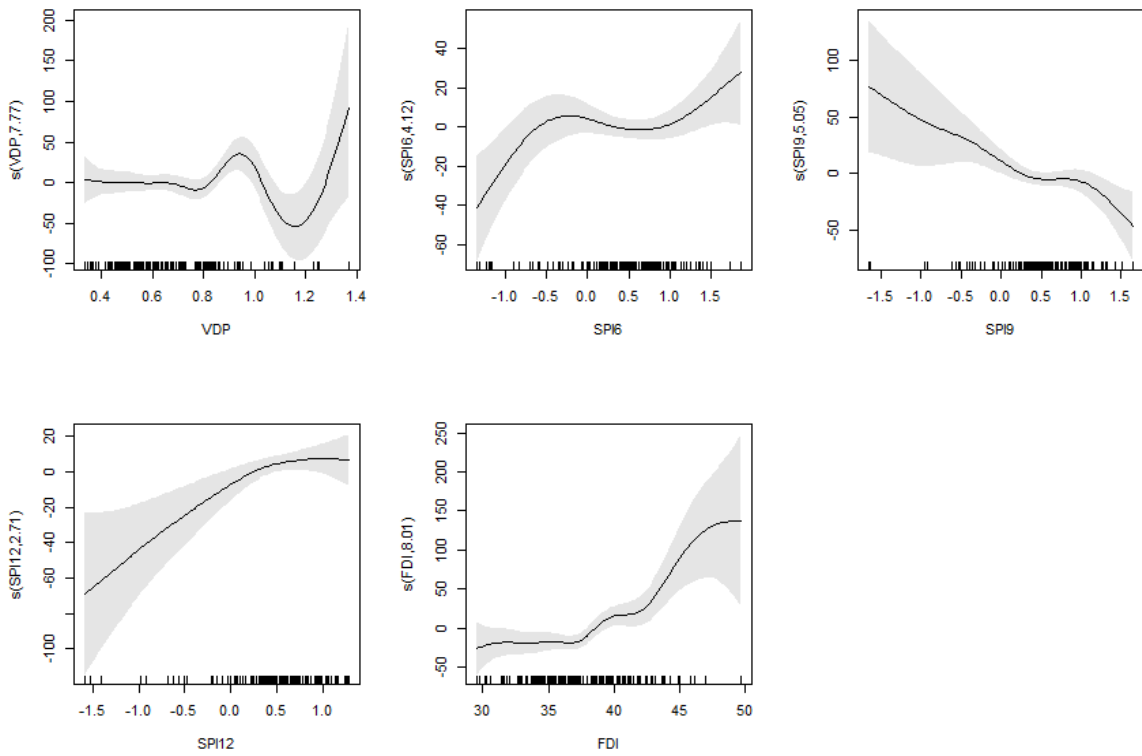 s(VDP,7.77)
200
150
100
50
0
-50
-100
0.4 0.6 0.8 1.0 1.2 1.4
VDP
s(SPI6,4.12)
40
20
0
-20
-40
-60
-1.0 -0.5 0.0 0.5 1.0 1.5
SPI6
s(SPI9,5.05)
100
50
0
-50
-1.5 -1.0 -0.5 0.0 0.5 1.0 1.5
SPI9
s(SPI12,2.71)
20
0
-20
-40
-60
-100
-1.5 -1.0 -0.5 0.0 0.5 1.0
SPI12
s(FDI,8.01)
250
200
150
100
50
0
-50
30 35 40 45 50
FDI